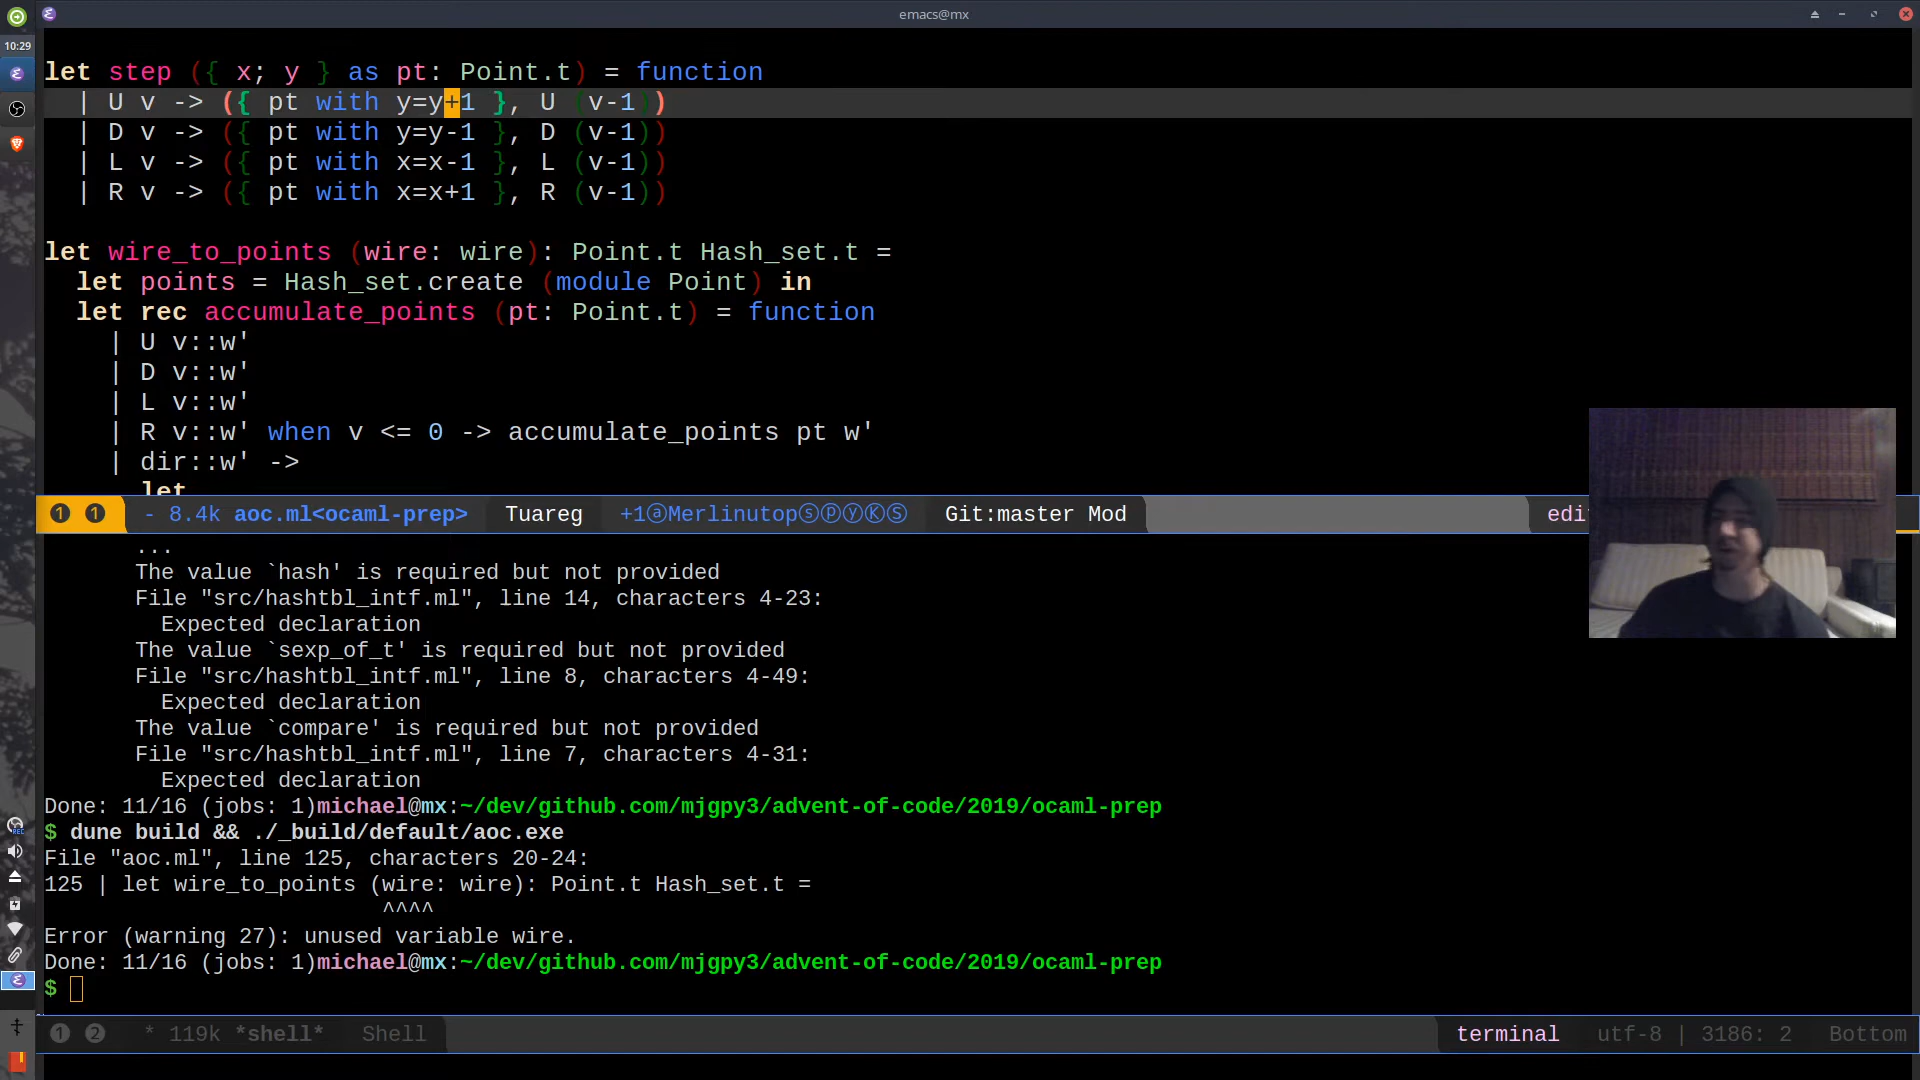 emacs@mx
10:29
let step ({ x; y } as pt: Point.t) = function
  | U v -> ({ pt with y=y+1 }, U (v-1))
  | D v -> ({ pt with y=y-1 }, D (v-1))
  | L v -> ({ pt with x=x-1 }, L (v-1))
  | R v -> ({ pt with x=x+1 }, R (v-1))
let wire_to_points (wire: wire): Point.t Hash_set.t =
  let points = Hash_set.create (module Point) in
  let rec accumulate_points (pt: Point.t) = function
    | U v::w'
    | D v::w'
    | L v::w'
    | R v::w' when v <= 0 -> accumulate_points pt w'
    | dir::w' ->
      let
❶ ❶ - 8.4k aoc.ml<ocaml-prep> Tuareg +1ⓐMerlinutopⓢⓟⓨⓀⓈ Git:master Mod
...
The value `hash' is required but not provided
File "src/hashtbl_intf.ml", line 14, characters 4-23:
  Expected declaration
The value `sexp_of_t' is required but not provided
File "src/hashtbl_intf.ml", line 8, characters 4-49:
  Expected declaration
The value `compare' is required but not provided
File "src/hashtbl_intf.ml", line 7, characters 4-31:
  Expected declaration
Done: 11/16 (jobs: 1)michael@mx:~/dev/github.com/mjgpy3/advent-of-code/2019/ocaml-prep
$ dune build && ./_build/default/aoc.exe
File "aoc.ml", line 125, characters 20-24:
125 | let wire_to_points (wire: wire): Point.t Hash_set.t =
                          ^^^^
Error (warning 27): unused variable wire.
Done: 11/16 (jobs: 1)michael@mx:~/dev/github.com/mjgpy3/advent-of-code/2019/ocaml-prep
$
❶ ❷ * 119k *shell* Shell terminal utf-8 | 3186: 2 Bottom